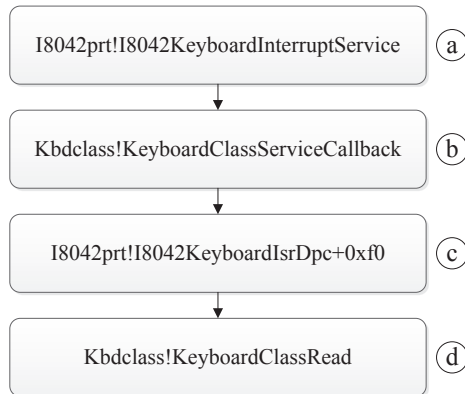 I8042prt!I8042KeyboardInterruptService
a
Kbdclass!KeyboardClassServiceCallback
b
I8042prt!I8042KeyboardIsrDpc+0xf0
c
Kbdclass!KeyboardClassRead
d